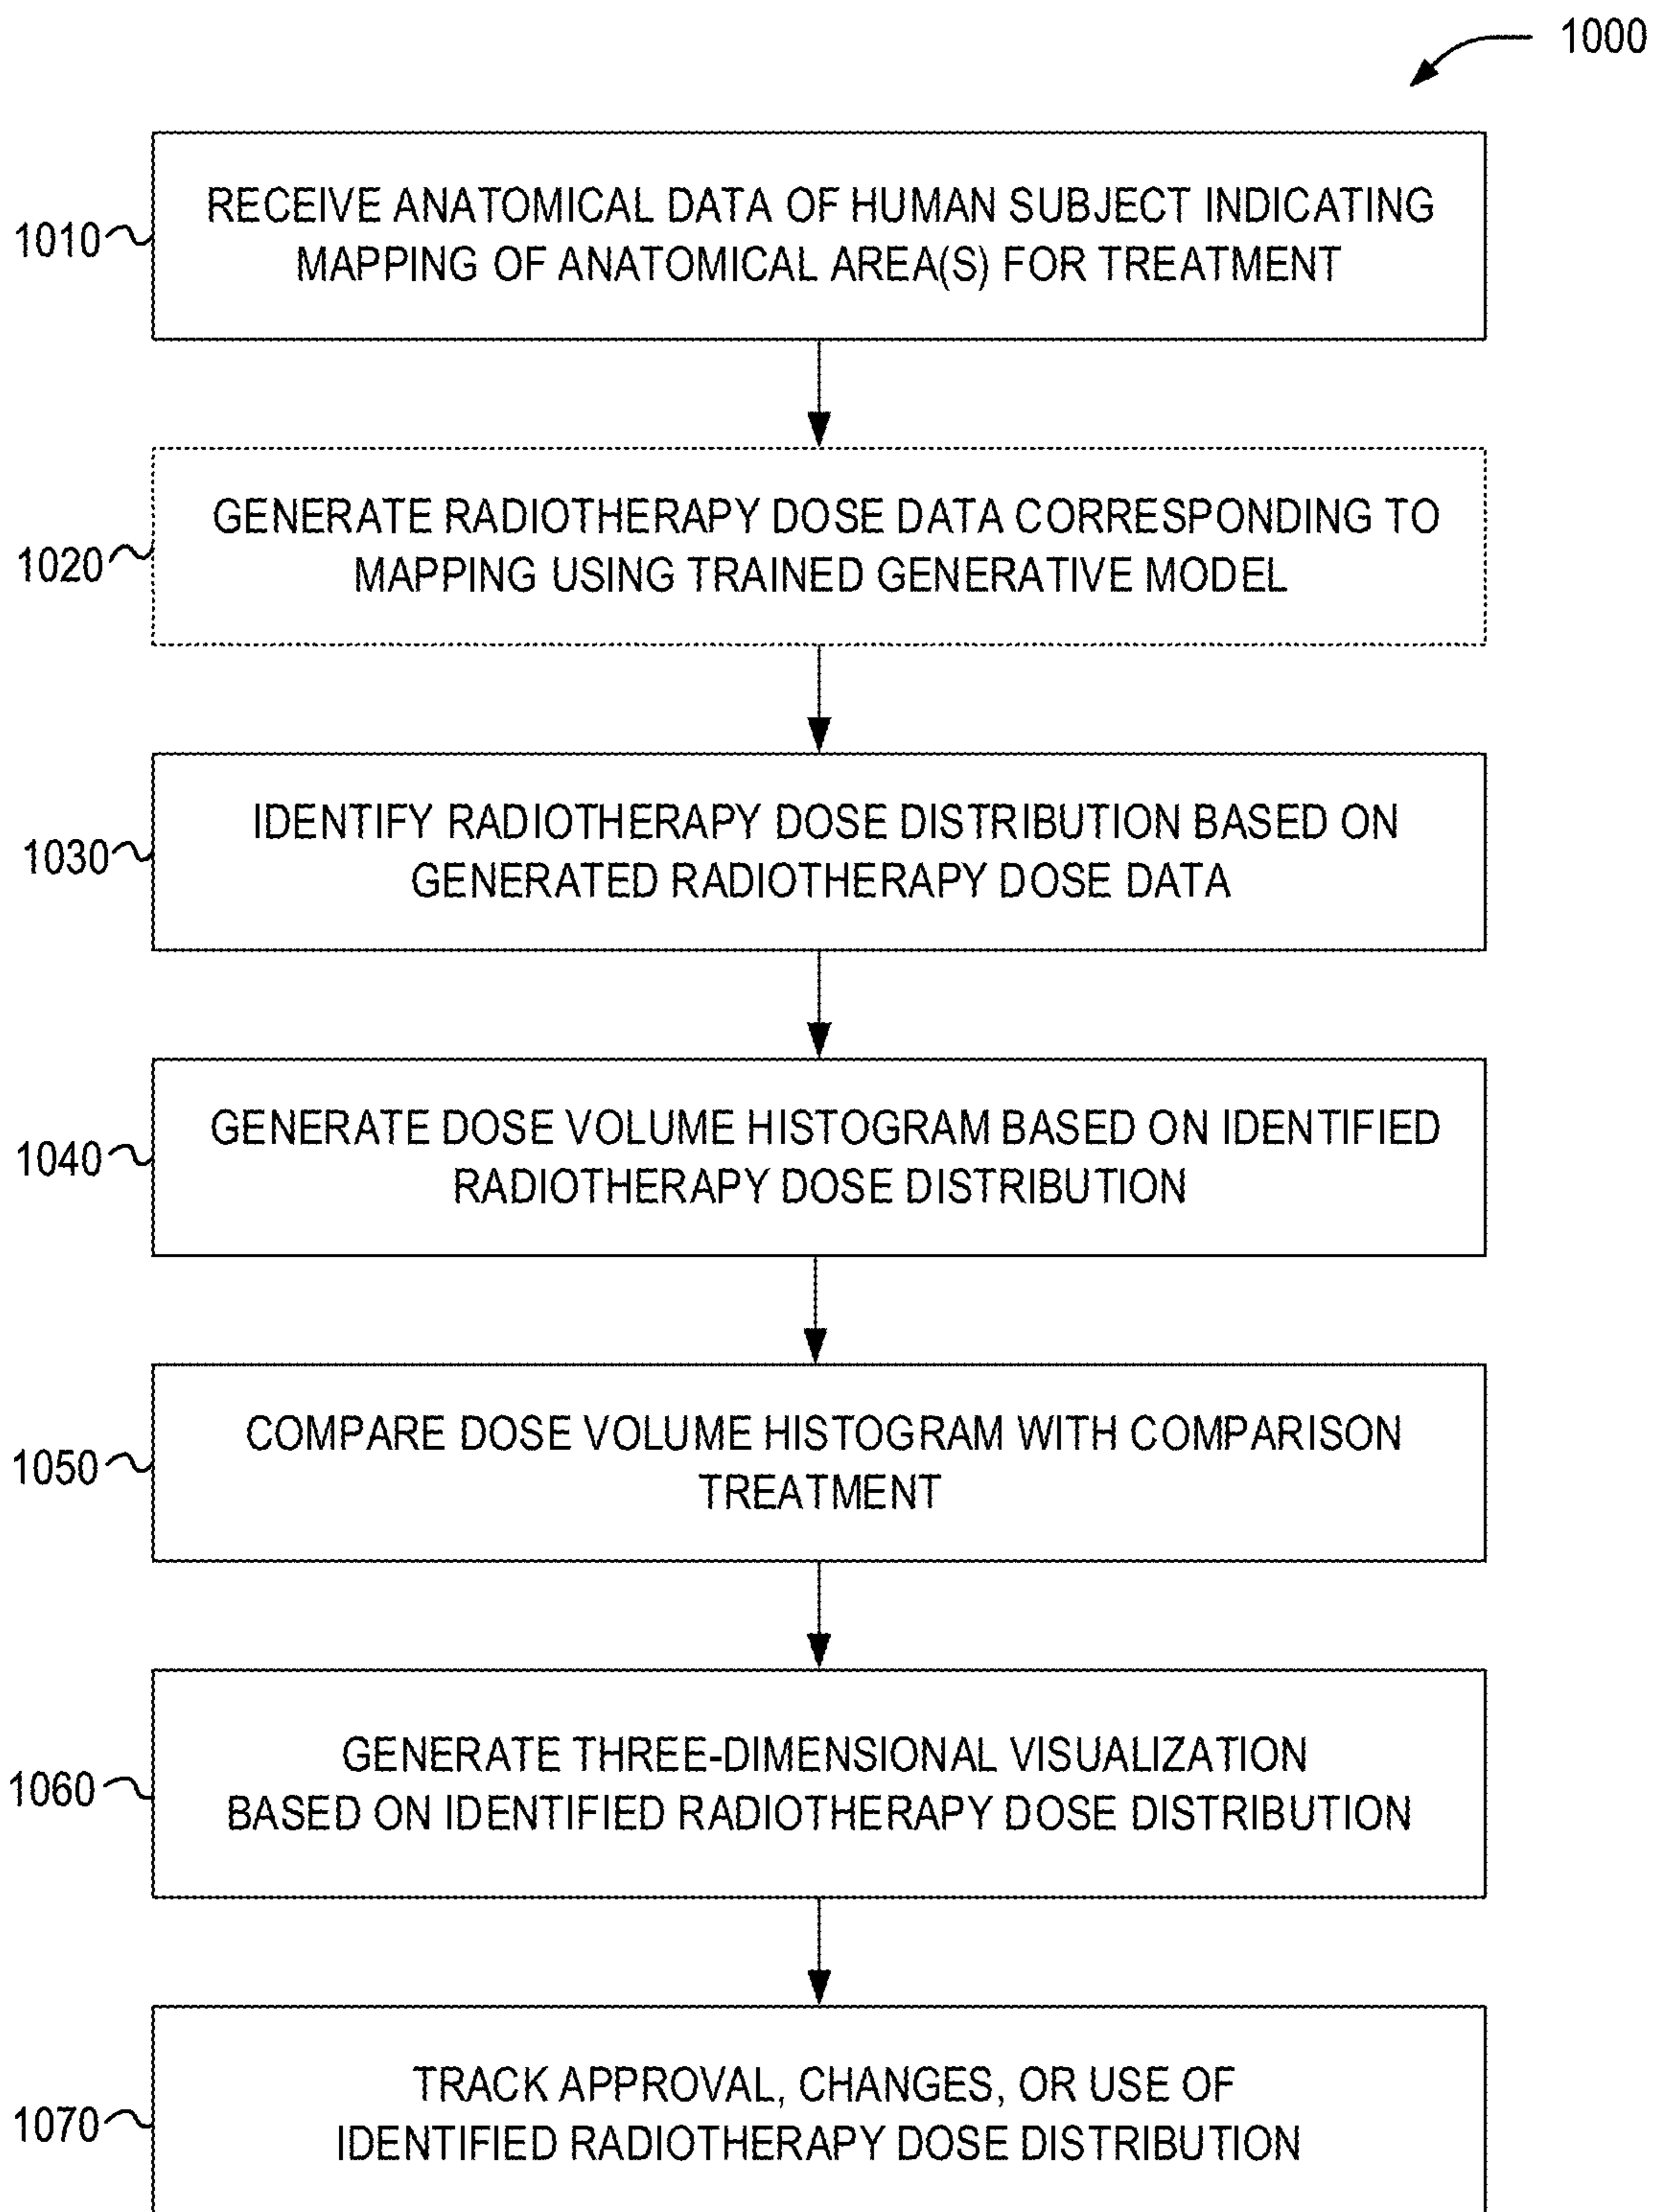 1000
1010
RECEIVE ANATOMICAL DATA OF HUMAN SUBJECT INDICATING
MAPPING OF ANATOMICAL AREA(S) FOR TREATMENT
1020
GENERATE RADIOTHERAPY DOSE DATA CORRESPONDING TO
MAPPING USING TRAINED GENERATIVE MODEL
1030
IDENTIFY RADIOTHERAPY DOSE DISTRIBUTION BASED ON
GENERATED RADIOTHERAPY DOSE DATA
1040
GENERATE DOSE VOLUME HISTOGRAM BASED ON IDENTIFIED
RADIOTHERAPY DOSE DISTRIBUTION
1050
COMPARE DOSE VOLUME HISTOGRAM WITH COMPARISON
TREATMENT
1060
GENERATE THREE-DIMENSIONAL VISUALIZATION
BASED ON IDENTIFIED RADIOTHERAPY DOSE DISTRIBUTION
1070
TRACK APPROVAL, CHANGES, OR USE OF
IDENTIFIED RADIOTHERAPY DOSE DISTRIBUTION